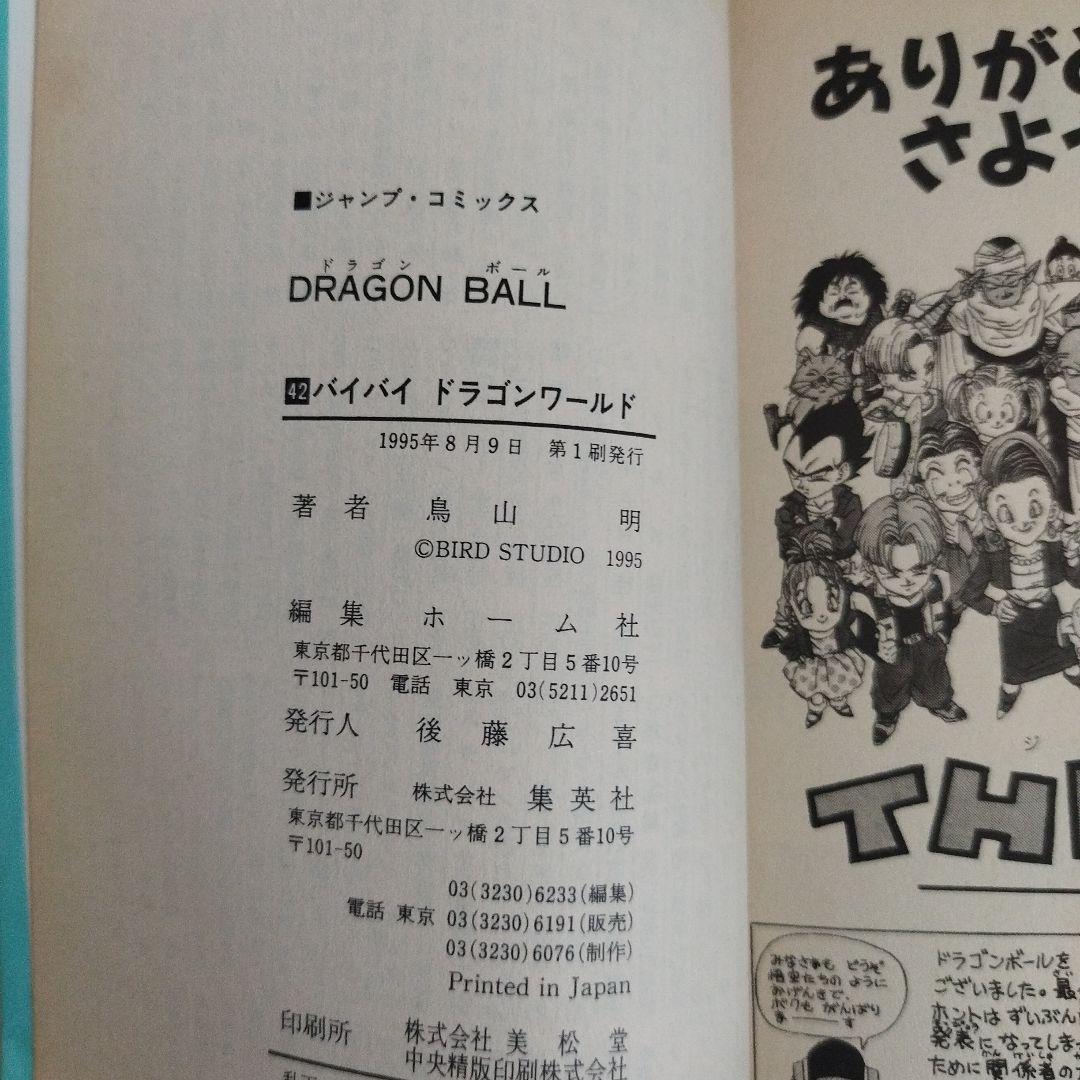 ■ジャンプ・コミックス
ドラゴン ボール
DRAGON BALL
42バイバイ ドラゴンワールド
1995年8月9日 第1刷発行
著者 鳥山 明
©BIRD STUDIO 1995
編集 ホーム社
東京都千代田区一ッ橋2丁目5番10号
〒101-50 電話 東京 03(5211)2651
発行人 後藤広喜
発行所 株式会社 集英社
東京都千代田区一ッ橋2丁目5番10号
〒101-50
03(3230)6233(編集)
電話 東京 03(3230)6191(販売)
03(3230)6076(制作)
Printed in Japan
印刷所 株式会社 美松堂
中央精版印刷株式会社
ありが
さよ
ジ
TH
みなさまも どうぞ
悟空たちの ように
おげんきで、
ボクも がんばり
ま――す
ドラゴンボールを
ございました。最
ホントは ずいぶん
発表に なってしま
ために 関係者の